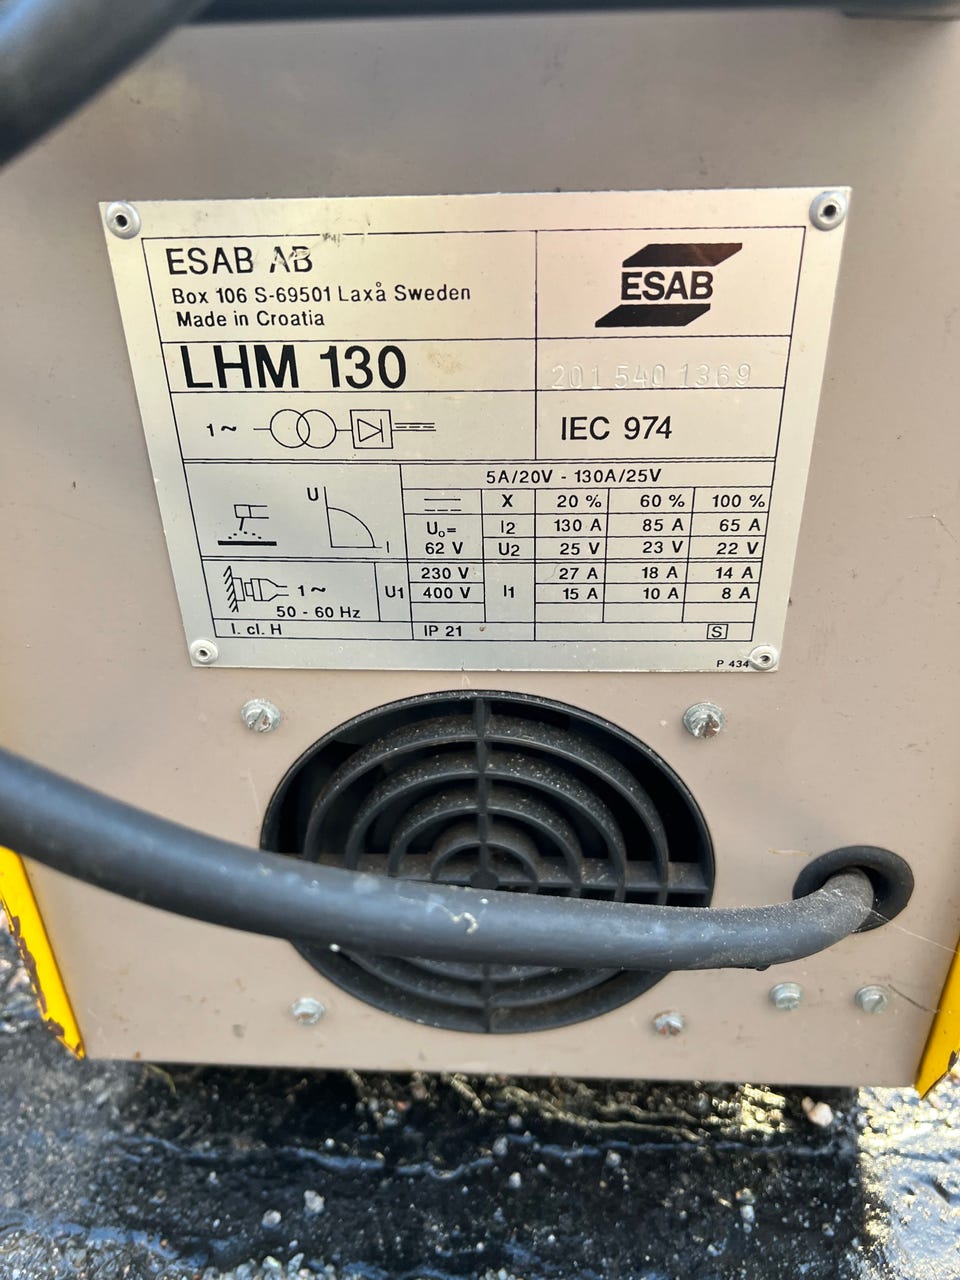 ESAB AB
Box 106 S-69501 Laxå Sweden
Made in Croatia
ESAB
LHM 130
201 540 1369
1~
IEC 974
5A/20V - 130A/25V
U
I
X 20 % 60 % 100 %
U₀= I2 130 A 85 A 65 A
62 V U2 25 V 23 V 22 V
1~
50 - 60 Hz
U1
230 V I1 27 A 18 A 14 A
400 V 15 A 10 A 8 A
I. cl. H IP 21 S
P 434